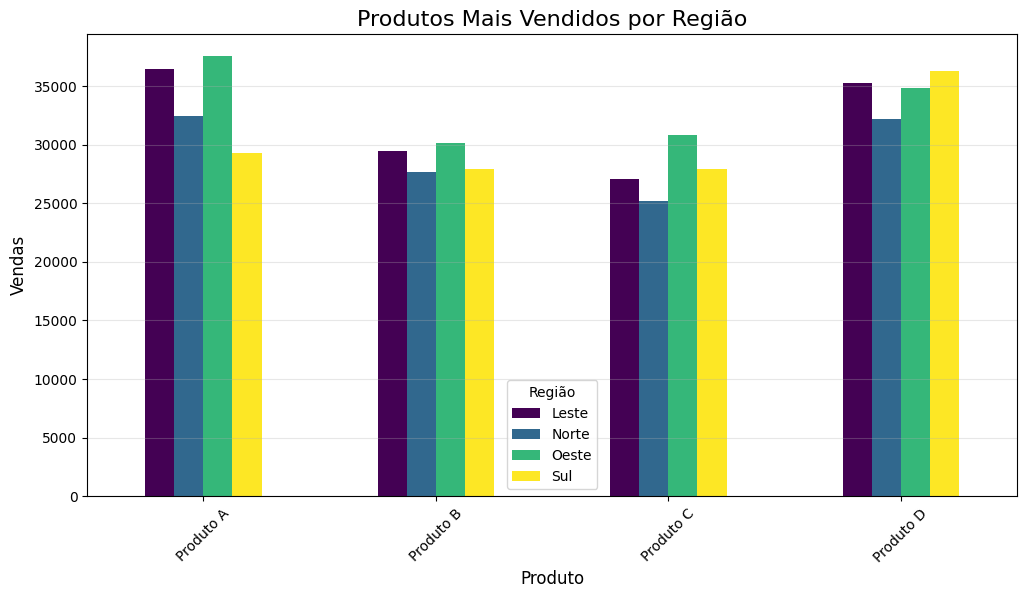 Produtos Mais Vendidos por Região
Vendas
35000
30000
25000
20000
15000
10000
5000
0
Região
Leste
Norte
Oeste
Sul
Produto A
Produto B
Produto C
Produto D
Produto